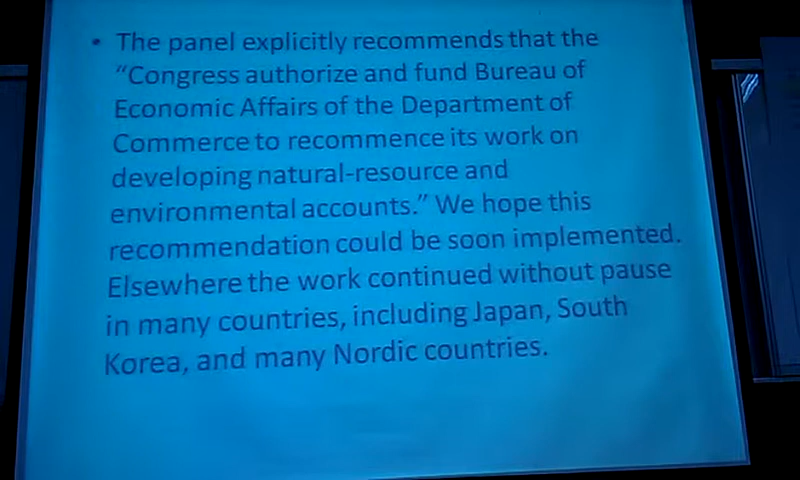 • The panel explicitly recommends that the
“Congress authorize and fund Bureau of
Economic Affairs of the Department of
Commerce to recommence its work on
developing natural-resource and
environmental accounts.” We hope this
recommendation could be soon implemented.
Elsewhere the work continued without pause
in many countries, including Japan, South
Korea, and many Nordic countries.